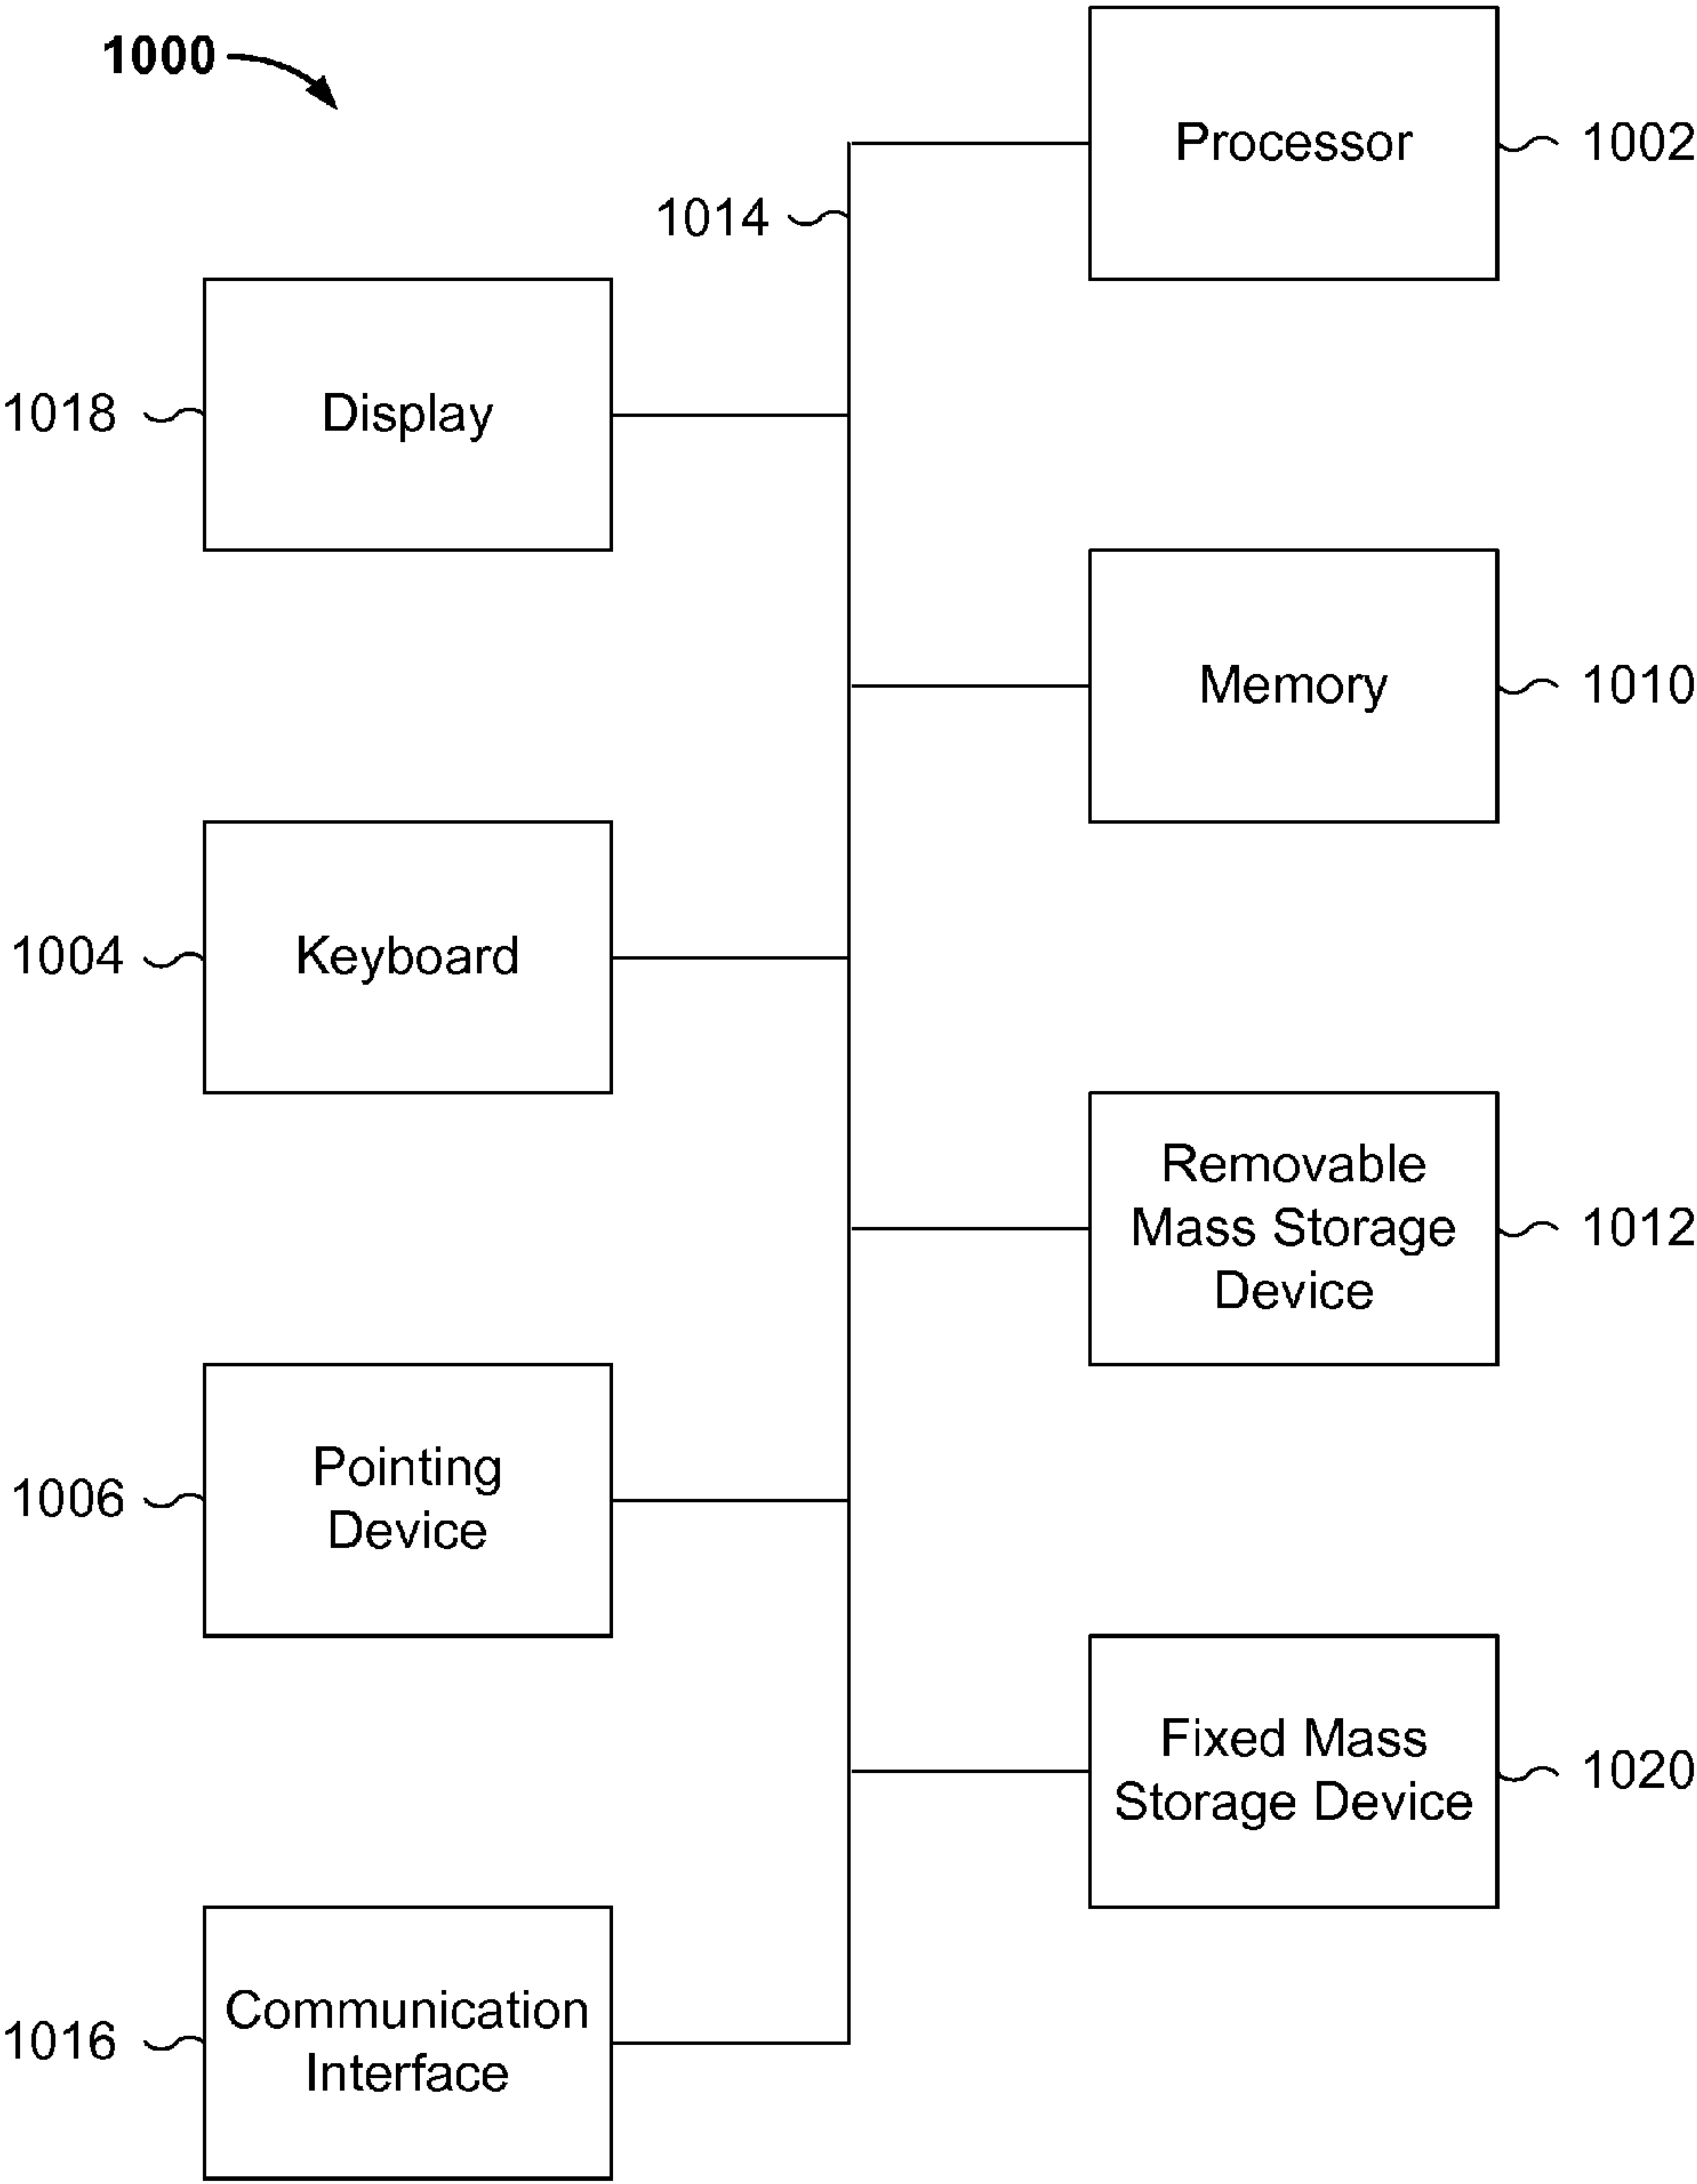 1000
Processor
1002
1014
Display
1018
Memory
1010
Keyboard
1004
Removable
Mass Storage
Device
1012
Pointing
Device
1006
Fixed Mass
Storage Device
1020
Communication
Interface
1016